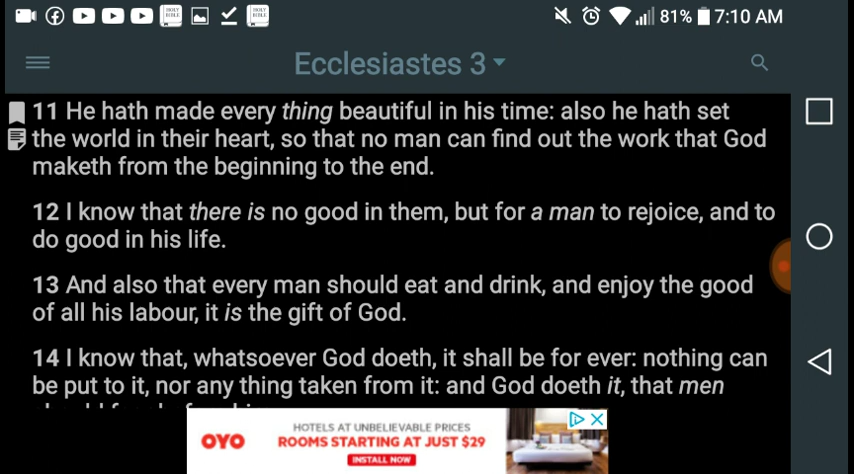 81% 7:10 AM
Ecclesiastes 3
11 He hath made every thing beautiful in his time: also he hath set
the world in their heart, so that no man can find out the work that God
maketh from the beginning to the end.
12 I know that there is no good in them, but for a man to rejoice, and to
do good in his life.
13 And also that every man should eat and drink, and enjoy the good
of all his labour, it is the gift of God.
14 I know that, whatsoever God doeth, it shall be for ever: nothing can
be put to it, nor any thing taken from it: and God doeth it, that men
OYO
HOTELS AT UNBELIEVABLE PRICES
ROOMS STARTING AT JUST $29
INSTALL NOW